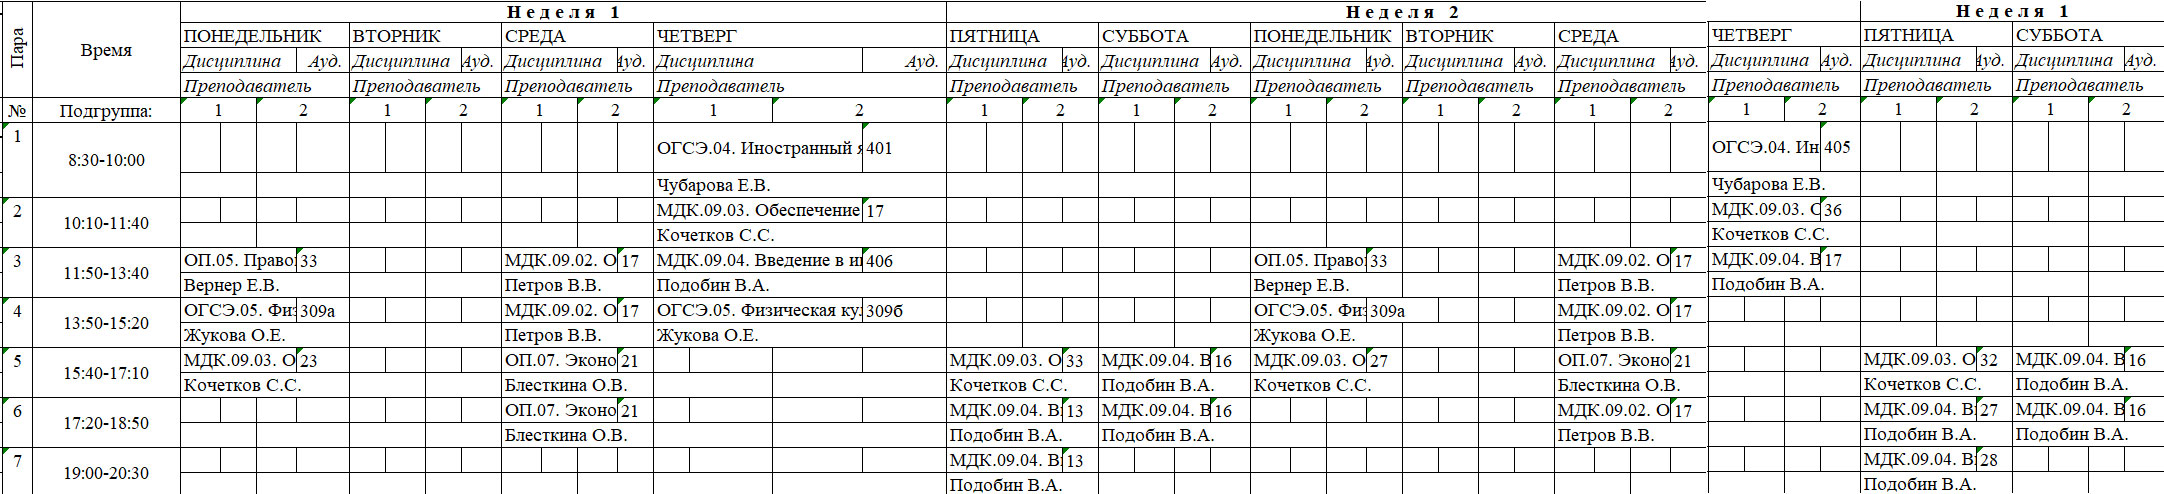 Неделя 1 Неделя 2 Неделя 1
Пара Время ПОНЕДЕЛЬНИК ВТОРНИК СРЕДА ЧЕТВЕРГ ПЯТНИЦА СУББОТА ПОНЕДЕЛЬНИК ВТОРНИК СРЕДА ЧЕТВЕРГ ПЯТНИЦА СУББОТА
Дисциплина Ауд. Дисциплина Ауд. Дисциплина Ауд. Дисциплина Ауд. Дисциплина Ауд. Дисциплина Ауд. Дисциплина Ауд. Дисциплина Ауд. Дисциплина Ауд. Дисциплина Ауд. Дисциплина Ауд. Дисциплина Ауд.
Преподаватель Преподаватель Преподаватель Преподаватель Преподаватель Преподаватель Преподаватель Преподаватель Преподаватель Преподаватель Преподаватель Преподаватель
№ Подгруппа: 1 2 1 2 1 2 1 2 1 2 1 2 1 2 1 2 1 2 1 2 1 2 1 2
1 8:30-10:00 ОГСЭ.04. Иностранный я 401 ОГСЭ.04. Ин 405
Чубарова Е.В. Чубарова Е.В.
2 10:10-11:40 МДК.09.03. Обеспечение 17 МДК.09.03. О 36
Кочетков С.С. Кочетков С.С.
3 11:50-13:40 ОП.05. Право 33 МДК.09.02. О 17 МДК.09.04. Введение в и 406 ОП.05. Право 33 МДК.09.02. О 17 МДК.09.04. В 17
Вернер Е.В. Петров В.В. Подобин В.А. Вернер Е.В. Петров В.В. Подобин В.А.
4 13:50-15:20 ОГСЭ.05. Физ 309а МДК.09.02. О 17 ОГСЭ.05. Физическая ку 309б ОГСЭ.05. Физ 309а МДК.09.02. О 17
Жукова О.Е. Петров В.В. Жукова О.Е. Жукова О.Е. Петров В.В.
5 15:40-17:10 МДК.09.03. О 23 ОП.07. Эконо 21 МДК.09.03. О 33 МДК.09.04. В 16 МДК.09.03. О 27 ОП.07. Эконо 21 МДК.09.03. О 32 МДК.09.04. В 16
Кочетков С.С. Блесткина О.В. Кочетков С.С. Подобин В.А. Кочетков С.С. Блесткина О.В. Кочетков С.С. Подобин В.А.
6 17:20-18:50 ОП.07. Эконо 21 МДК.09.04. В 13 МДК.09.04. В 16 МДК.09.02. О 17 МДК.09.04. В 27 МДК.09.04. В 16
Блесткина О.В. Подобин В.А. Подобин В.А. Петров В.В. Подобин В.А. Подобин В.А.
7 19:00-20:30 МДК.09.04. В 13 МДК.09.04. В 28
Подобин В.А. Подобин В.А.